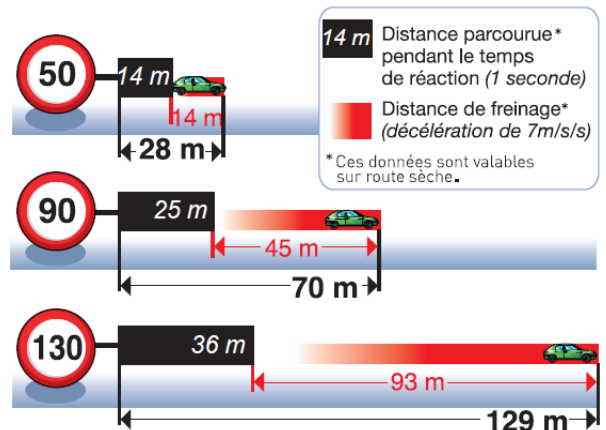 14 m Distance parcourue*
pendant le temps
de réaction (1 seconde)
Distance de freinage*
(décélération de 7m/s/s)
* Ces données sont valables
sur route sèche.
50
14 m
14 m
28 m
90
25 m
45 m
70 m
130
36 m
93 m
129 m